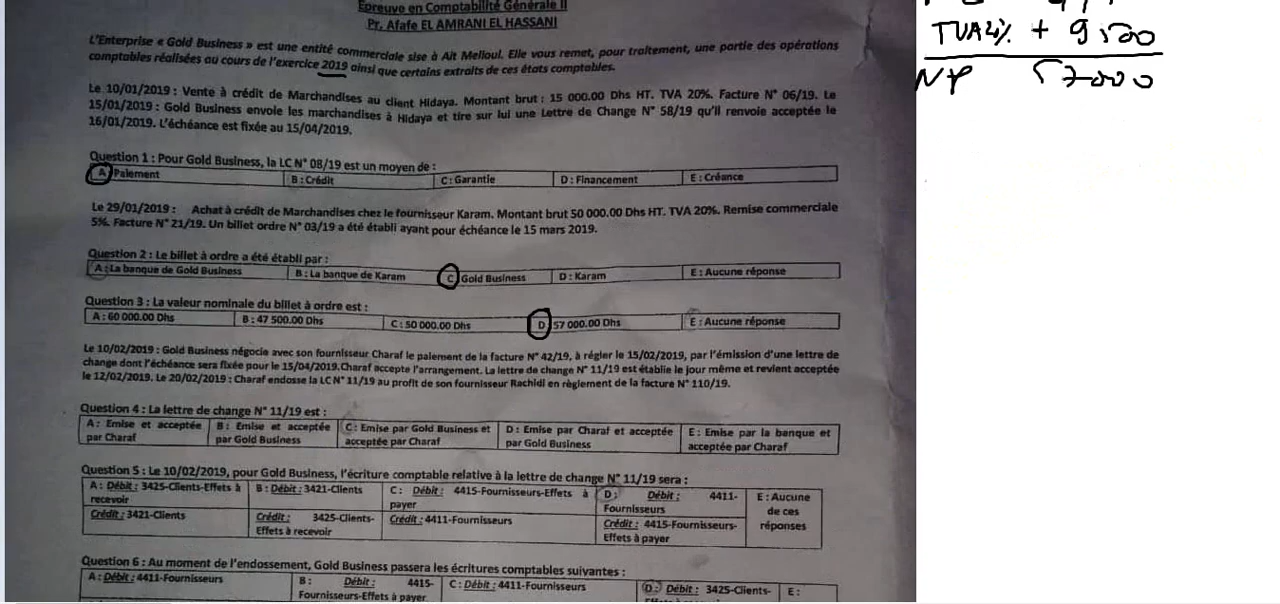 Epreuve en Comptabilité Générale II
Pr. Afafe EL AMRANI EL HASSANI
L'Enterprise « Gold Business » est une entité commerciale sise à Ait Melloul. Elle vous remet, pour traitement, une partie des opérations
comptables réalisées au cours de l'exercice 2019 ainsi que certains extraits de ces états comptables.
Le 10/01/2019 : Vente à crédit de Marchandises au client Hidaya. Montant brut : 15 000.00 Dhs HT. TVA 20%. Facture N° 06/19. Le
15/01/2019 : Gold Business envoie les marchandises à Hidaya et tire sur lui une Lettre de Change N° 58/19 qu'il renvoie acceptée le
16/01/2019. L'échéance est fixée au 15/04/2019.
Question 1 : Pour Gold Business, la LC N° 08/19 est un moyen de :
A Paiement B : Crédit C : Garantie D : Financement E : Créance
Le 29/01/2019 : Achat à crédit de Marchandises chez le fournisseur Karam. Montant brut 50 000.00 Dhs HT. TVA 20%. Remise commerciale
5%. Facture N° 21/19. Un billet ordre N° 03/19 a été établi ayant pour échéance le 15 mars 2019.
Question 2 : Le billet à ordre a été établi par :
A : La banque de Gold Business B : La banque de Karam C Gold Business D : Karam E : Aucune réponse
Question 3 : La valeur nominale du billet à ordre est :
A : 60 000.00 Dhs B : 47 500.00 Dhs C : 50 000.00 Dhs D 57 000.00 Dhs E : Aucune réponse
Le 10/02/2019 : Gold Business négocie avec son fournisseur Charaf le paiement de la facture N° 42/19, à régler le 15/02/2019, par l'émission d'une lettre de
change dont l'échéance sera fixée pour le 15/04/2019.Charaf accepte l'arrangement. La lettre de change N° 11/19 est établie le jour même et revient acceptée
le 12/02/2019. Le 20/02/2019 : Charaf endosse la LC N° 11/19 au profit de son fournisseur Rachidi en règlement de la facture N° 110/19.
Question 4 : La lettre de change N° 11/19 est :
A : Emise et acceptée par Charaf B : Emise et acceptée par Gold Business C : Emise par Gold Business et acceptée par Charaf D : Emise par Charaf et acceptée par Gold Business E : Emise par la banque et acceptée par Charaf
Question 5 : Le 10/02/2019, pour Gold Business, l'écriture comptable relative à la lettre de change N° 11/19 sera :
A : Débit : 3425-Clients-Effets à recevoir B : Débit : 3421-Clients C : Débit : 4415-Fournisseurs-Effets à payer D : Débit : 4411-Fournisseurs E : Aucune de ces réponses
Crédit : 3421-Clients Crédit : 3425-Clients-Effets à recevoir Crédit : 4411-Fournisseurs Crédit : 4415-Fournisseurs-Effets à payer
Question 6 : Au moment de l'endossement, Gold Business passera les écritures comptables suivantes :
A : Débit : 4411-Fournisseurs B : Débit : 4415-Fournisseurs-Effets à payer C : Débit : 4411-Fournisseurs D : Débit : 3425-Clients- E :
TVA 20% + 9 500
57000